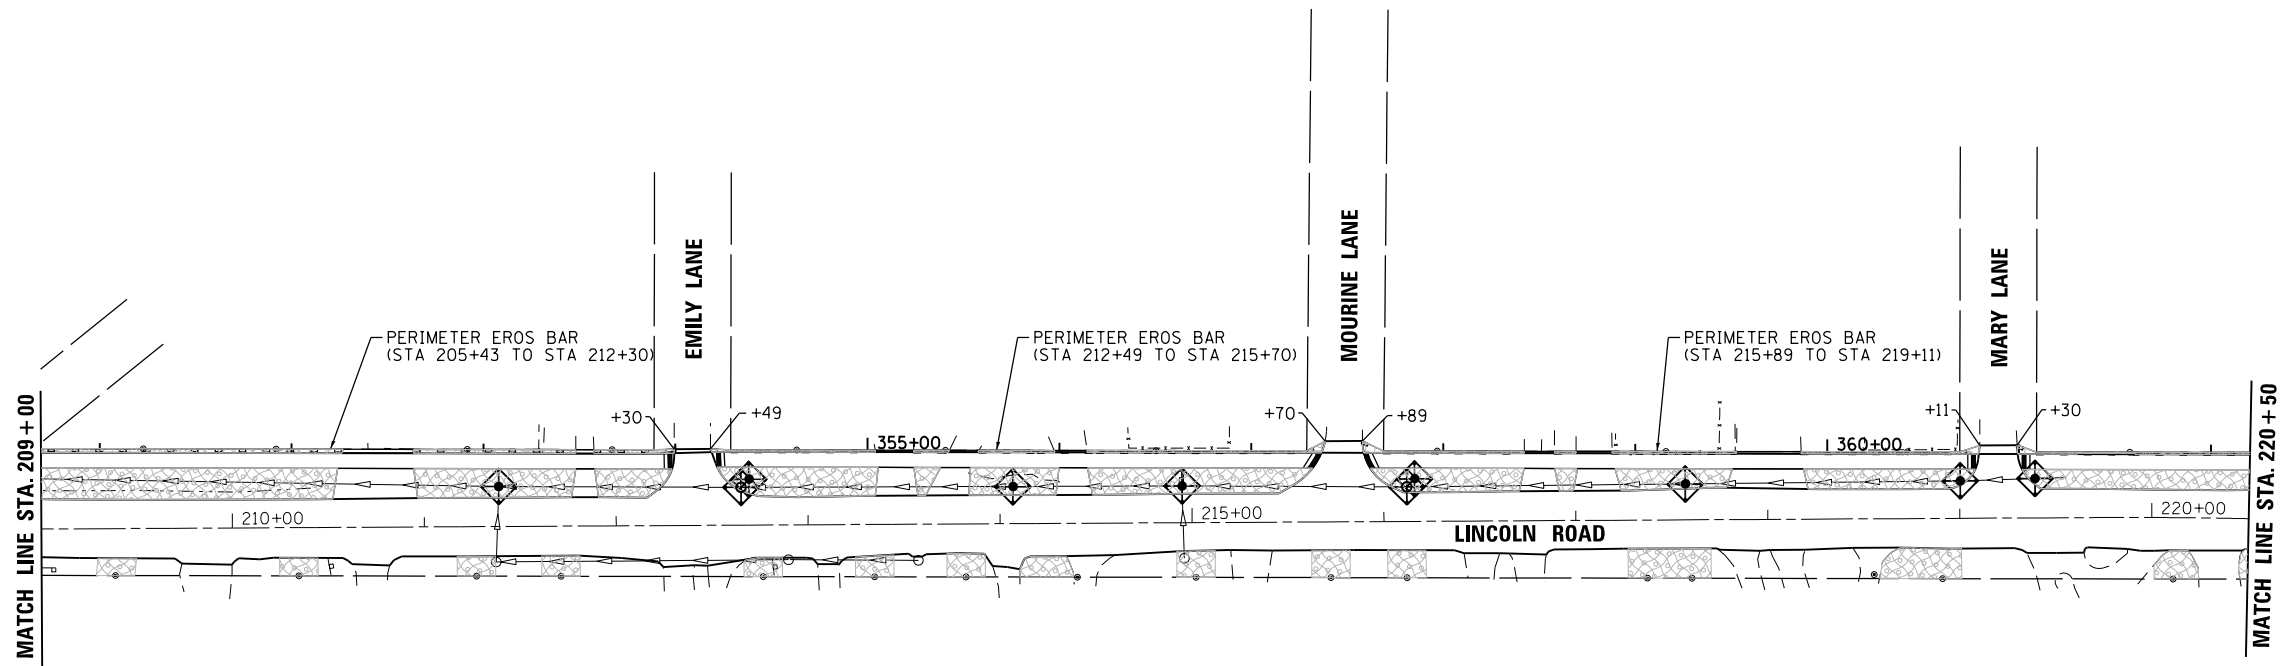 EMILY LANE
MOURINE LANE
MARY LANE
PERIMETER EROS BAR
(STA 205+43 TO STA 212+30)
PERIMETER EROS BAR
(STA 212+49 TO STA 215+70)
PERIMETER EROS BAR
(STA 215+89 TO STA 219+11)
MATCH LINE STA. 209+00
+30
+49
+70
+89
+11
+30
355+00
360+00
210+00
215+00
220+00
LINCOLN ROAD
MATCH LINE STA. 220+50